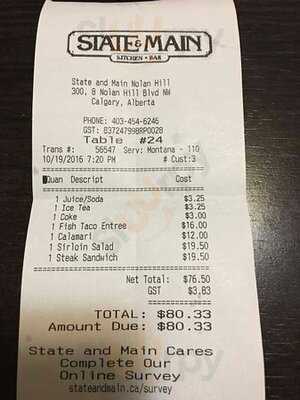 STATE & MAIN
KITCHEN • BAR
State and Main Nolan Hill
300, 8 Nolan Hill Blvd NW
Calgary, Alberta
PHONE: 403-454-6246
GST: 837247998RP0028
Table #24
Trans #: 56547 Serv: Montana - 110
10/19/2016 7:20 PM # Cust:3
Quan Descript Cost
1 Juice/Soda $3.25
1 Ice Tea $3.25
1 Coke $3.00
1 Fish Taco Entree $16.00
1 Calamari $12.00
1 Sirloin Salad $19.50
1 Steak Sandwich $19.50
Net Total: $76.50
GST $3.83
TOTAL: $80.33
Amount Due: $80.33
State and Main Cares
Complete Our
Online Survey
stateandmain.ca/survey